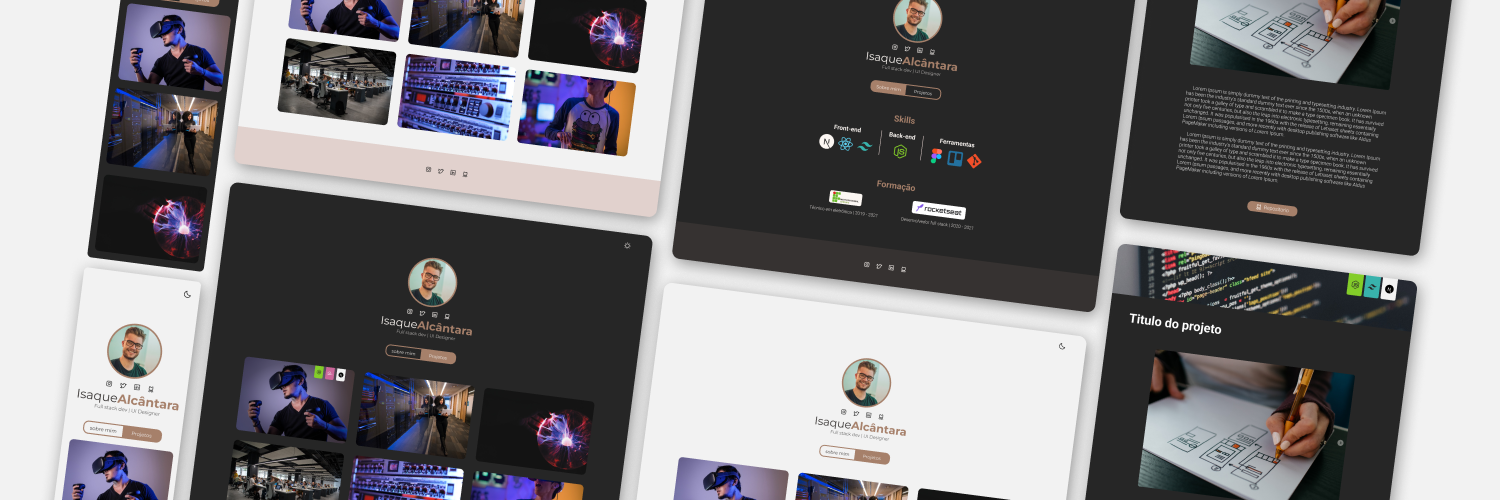 IsaqueAlcântara
Full stack dev | UI Designer
sobre mim Projetos
IsaqueAlcântara
Full stack dev | UI Designer
sobre mim Projetos
IsaqueAlcântara
Full stack dev | UI Designer
Sobre mim Projetos
Skills
Front-end Back-end Ferramentas
Formação
rocketseat
Técnico em eletrônica | 2019 - 2021
Desenvolvedor full stack | 2020 - 2021
IsaqueAlcântara
Full stack dev | UI Designer
sobre mim Projetos
Lorem Ipsum is simply dummy text of the printing and typesetting industry. Lorem Ipsum
has been the industry's standard dummy text ever since the 1500s, when an unknown
printer took a galley of type and scrambled it to make a type specimen book. It has survived
not only five centuries, but also the leap into electronic typesetting, remaining essentially
unchanged. It was popularised in the 1960s with the release of Letraset sheets containing
Lorem Ipsum passages, and more recently with desktop publishing software like Aldus
PageMaker including versions of Lorem Ipsum.
Lorem Ipsum is simply dummy text of the printing and typesetting industry. Lorem Ipsum
has been the industry's standard dummy text ever since the 1500s, when an unknown
printer took a galley of type and scrambled it to make a type specimen book. It has survived
not only five centuries, but also the leap into electronic typesetting, remaining essentially
unchanged. It was popularised in the 1960s with the release of Letraset sheets containing
Lorem Ipsum passages, and more recently with desktop publishing software like Aldus
PageMaker including versions of Lorem Ipsum.
Repositório
Titulo do projeto